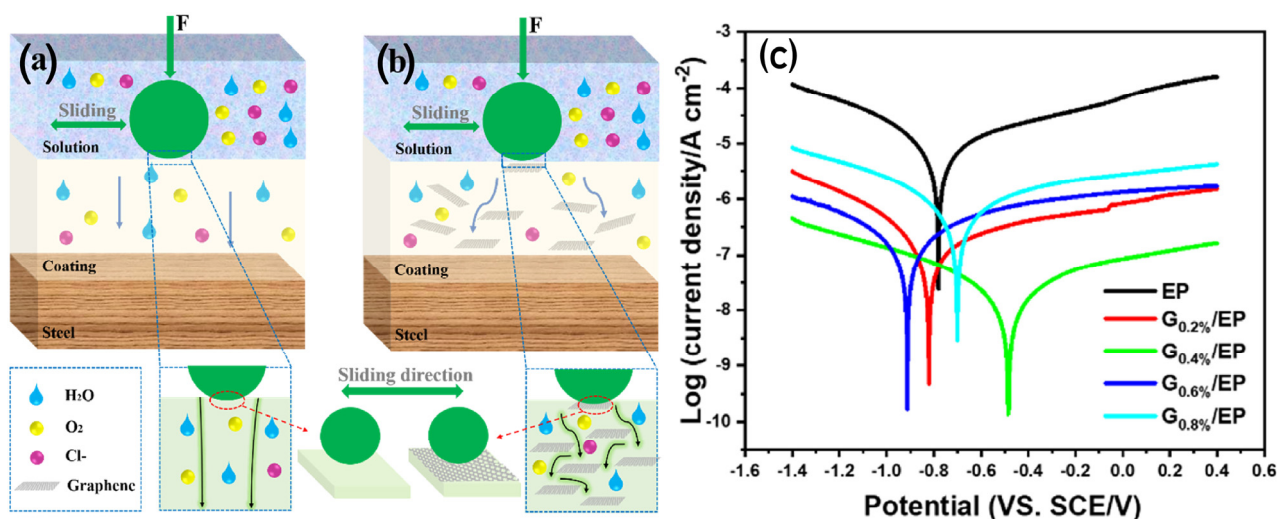 (a)
F
Sliding
Solution
Coating
Steel
(b)
F
Sliding
Solution
Coating
Steel
H2O
O2
Cl-
Graphene
Sliding direction
(c)
Log (current density/A cm-2)
-3
-4
-5
-6
-7
-8
-9
-10
EP
G0.2%/EP
G0.4%/EP
G0.6%/EP
G0.8%/EP
-1.6 -1.4 -1.2 -1.0 -0.8 -0.6 -0.4 -0.2 0.0 0.2 0.4 0.6
Potential (VS. SCE/V)